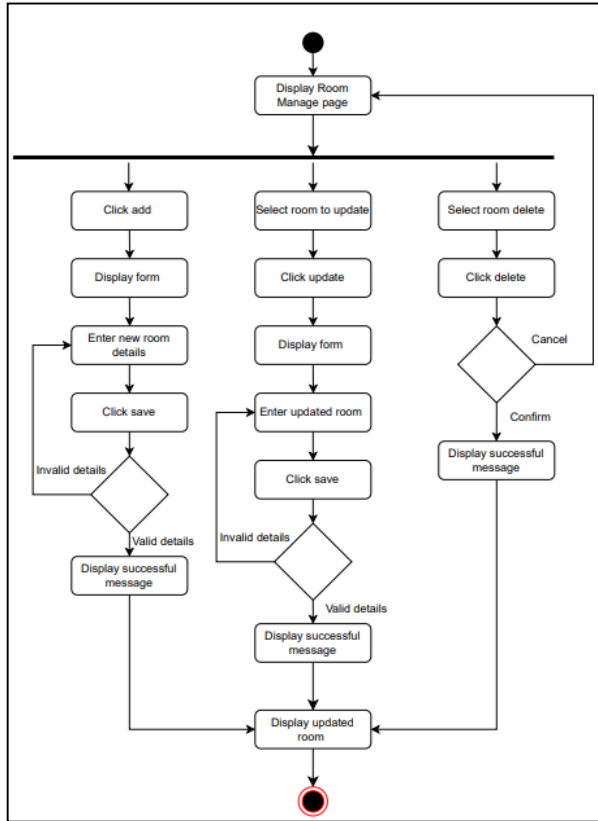 Display Room
Manage page
Click add
Select room to update
Select room delete
Display form
Click update
Click delete
Enter new room
details
Display form
Cancel
Click save
Enter updated room
Confirm
Display successful
message
Invalid details
Click save
Valid details
Invalid details
Display successful
message
Valid details
Display successful
message
Display updated
room